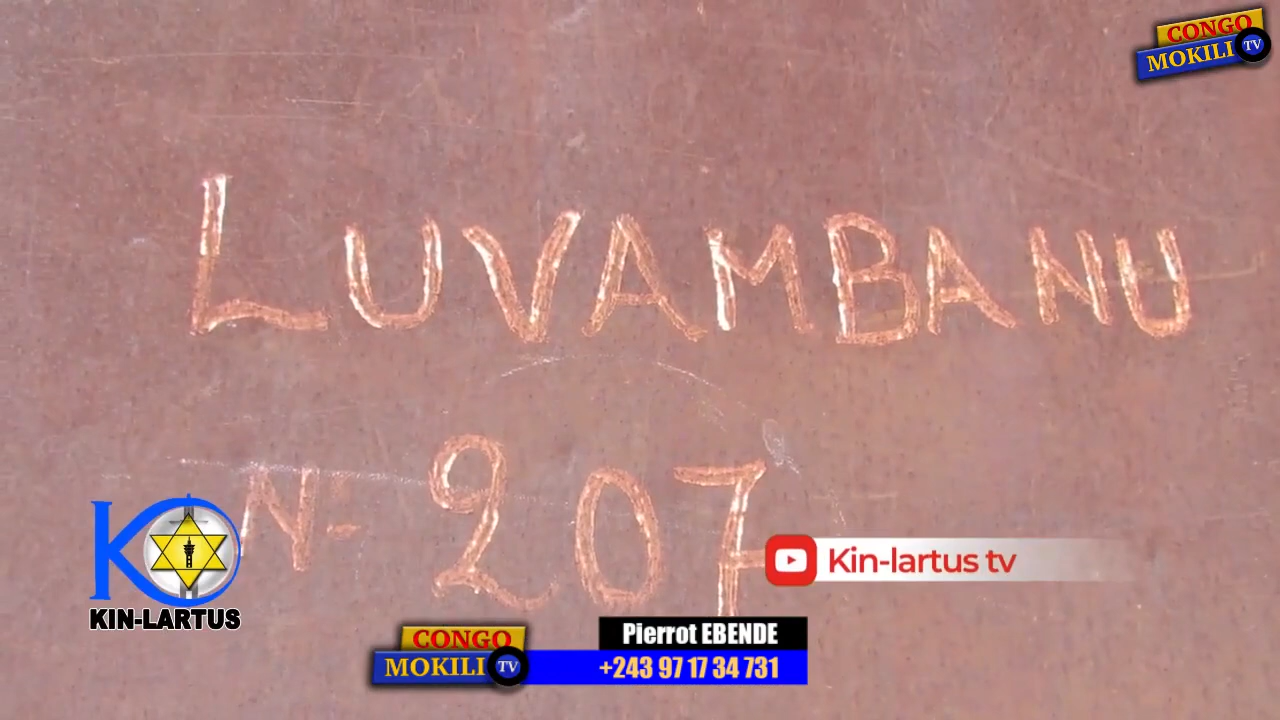 CONGO
MOKILI TV
LUVAMBANU
N- 207
KIN-LARTUS
Kin-lartus tv
CONGO
MOKILI TV
Pierrot EBENDE
+243 97 17 34 731